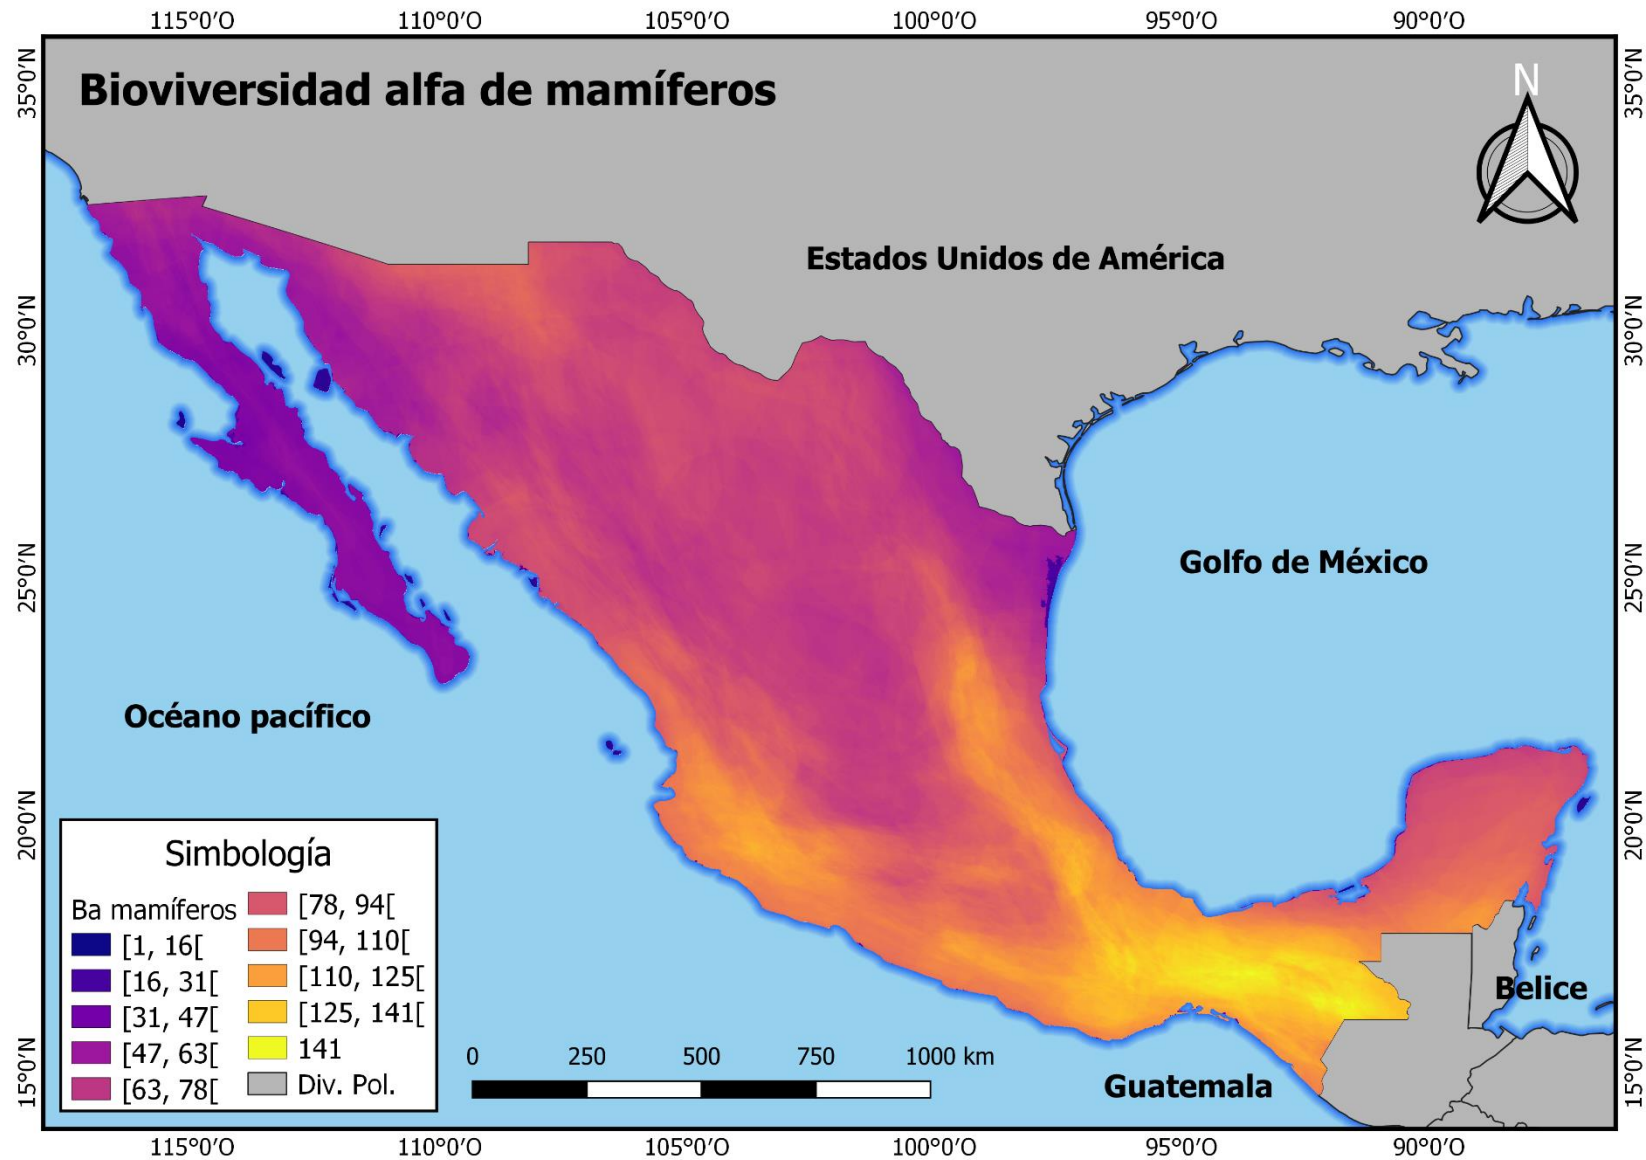 115°0′O 110°0′O 105°0′O 100°0′O 95°0′O 90°0′O
Bioviversidad alfa de mamíferos
N
35°0′N
35°0′N
Estados Unidos de América
30°0′N
30°0′N
Golfo de México
25°0′N
25°0′N
Océano pacífico
20°0′N
20°0′N
Simbología
Ba mamíferos
[1, 16[
[16, 31[
[31, 47[
[47, 63[
[63, 78[
[78, 94[
[94, 110[
[110, 125[
[125, 141[
141
Div. Pol.
0 250 500 750 1000 km
Belice
Guatemala
15°0′N
15°0′N
115°0′O 110°0′O 105°0′O 100°0′O 95°0′O 90°0′O